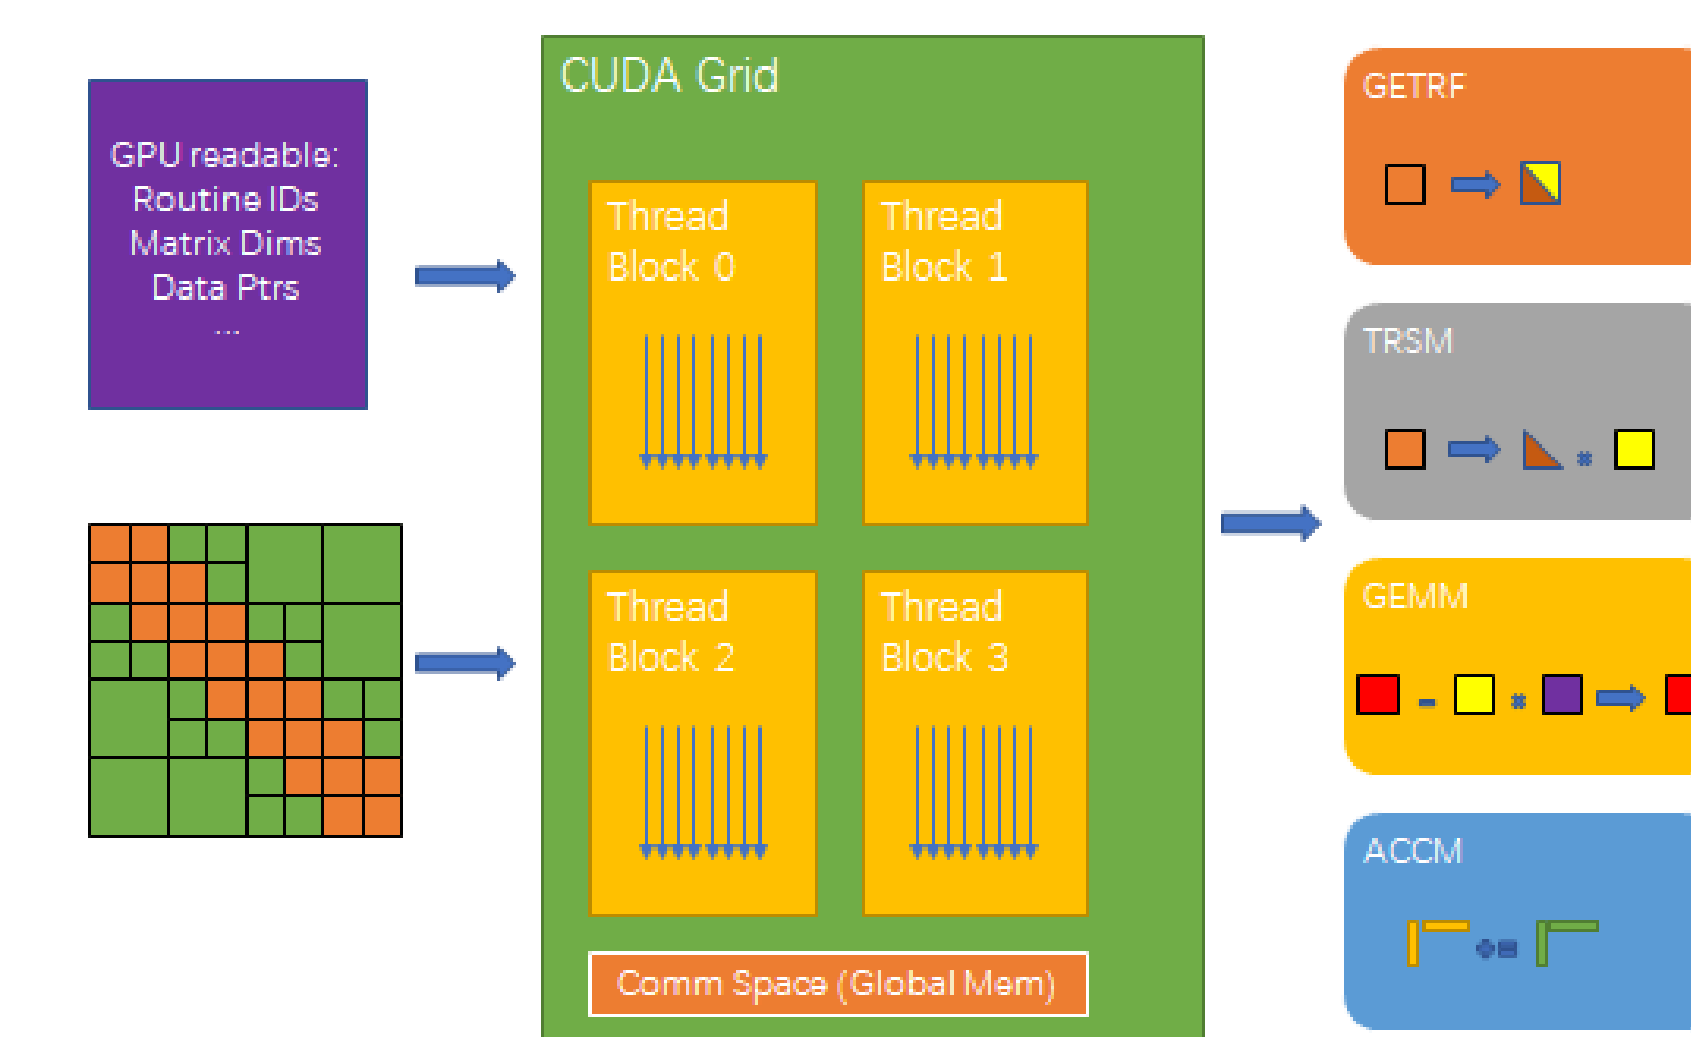 GPU readable:
Routine IDs
Matrix Dims
Data Ptrs
...
CUDA Grid
Thread
Block 0
Thread
Block 1
Thread
Block 2
Thread
Block 3
Comm Space (Global Mem)
GETRF
TRSM
*
GEMM
- *
ACCM
+=